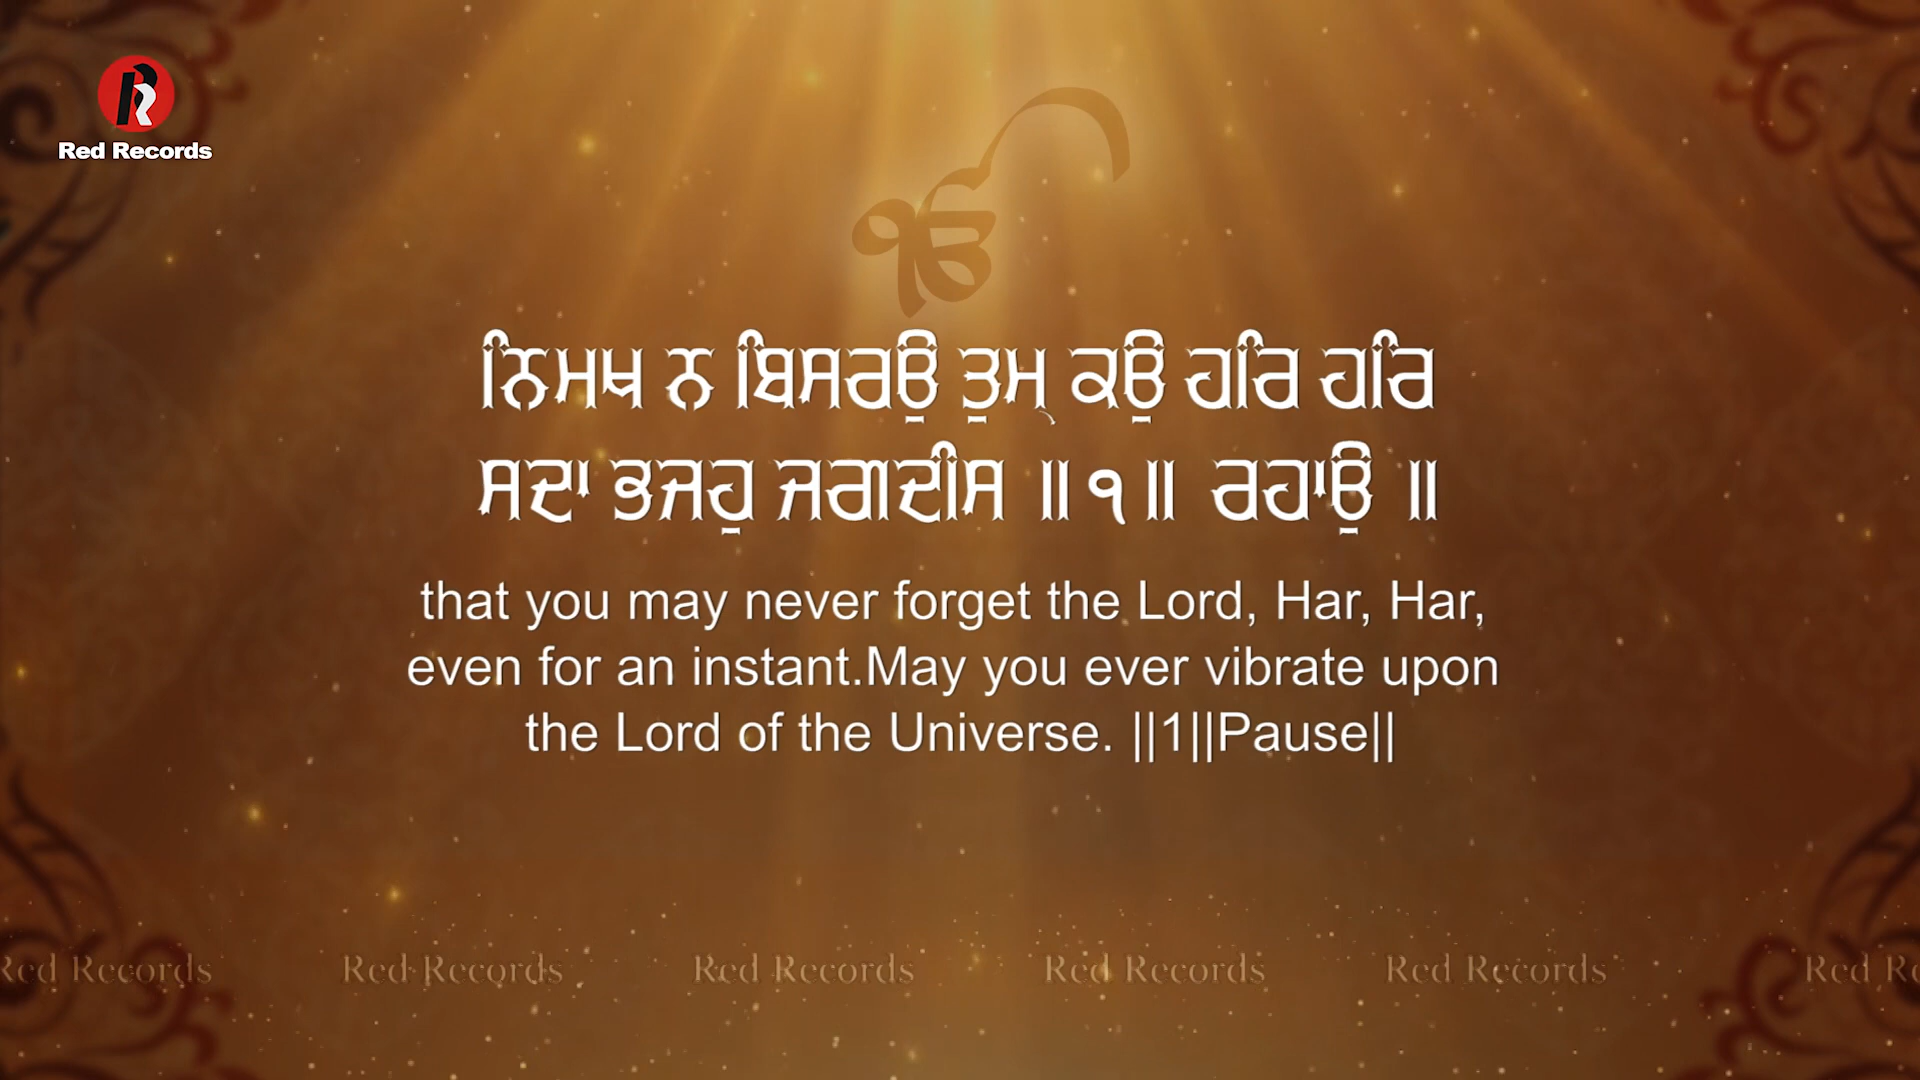 Red Records
ੴ
ਨਿਮਖ ਨ ਬਿਸਰਉ ਤੁਮ੍ ਕਉ ਹਰਿ ਹਰਿ
ਸਦਾ ਭਜਹੁ ਜਗਦੀਸ ॥੧॥ ਰਹਾਉ ॥
that you may never forget the Lord, Har, Har,
even for an instant.May you ever vibrate upon
the Lord of the Universe. ||1||Pause||
Red Records Red Records Red Records Red Records Red Records Red Re